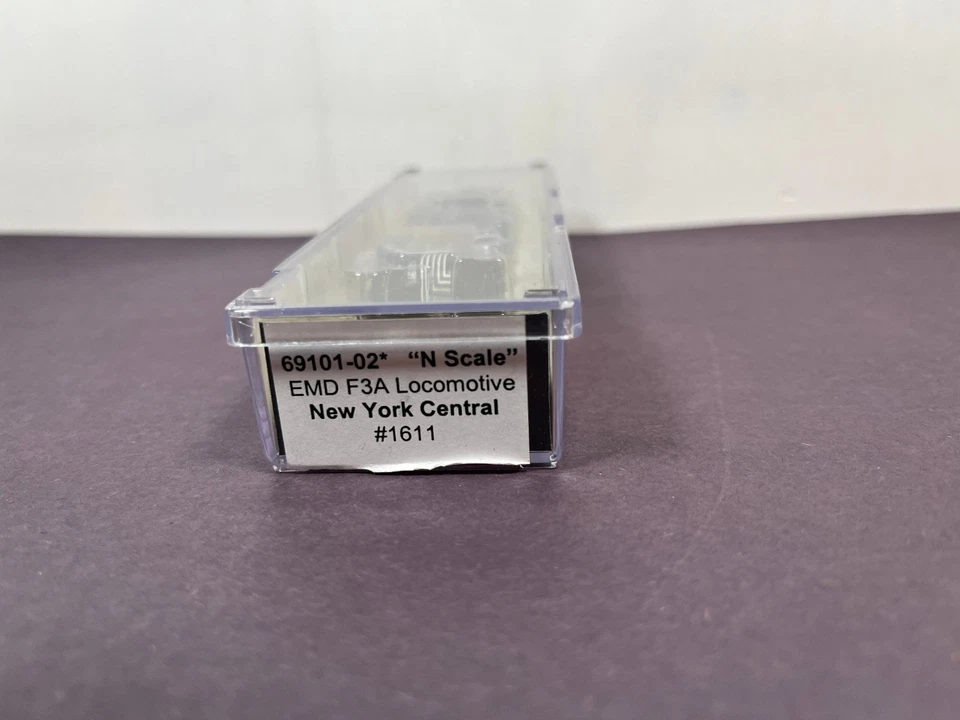 69101-02* “N Scale”
EMD F3A Locomotive
New York Central
#1611